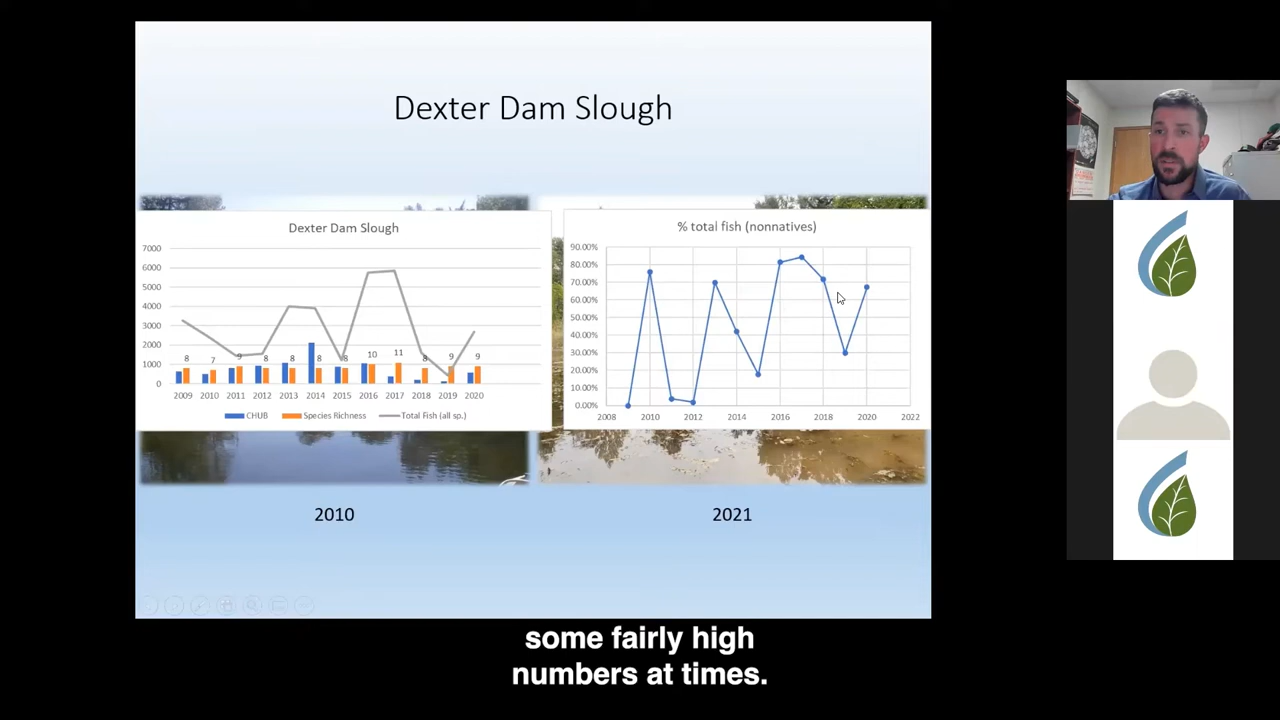 Dexter Dam Slough
Dexter Dam Slough
7000
6000
5000
4000
3000
2000
1000
0
8 7 9 8 8 8 8 10 11 8 9 9
2009 2010 2011 2012 2013 2014 2015 2016 2017 2018 2019 2020
CHUB Species Richness Total Fish (all sp.)
% total fish (nonnatives)
90.00%
80.00%
70.00%
60.00%
50.00%
40.00%
30.00%
20.00%
10.00%
0.00%
2008 2010 2012 2014 2016 2018 2020 2022
2010
2021
some fairly high
numbers at times.